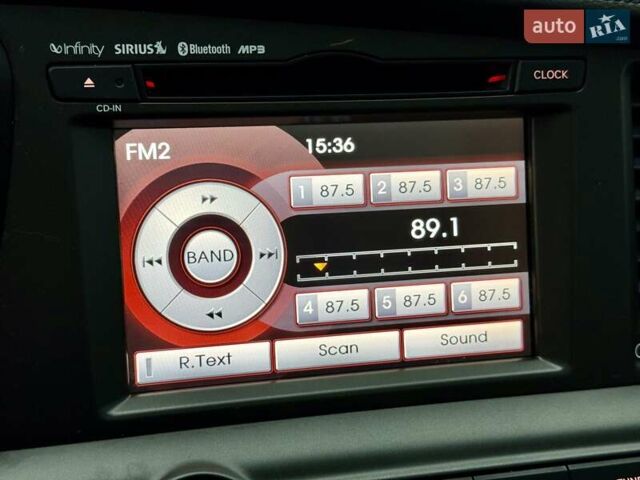 auto RIA .com
Infinity SIRIUS Bluetooth MP3
CLOCK
CD-IN
FM2 15:36
1 87.5 2 87.5 3 87.5
89.1
BAND
4 87.5 5 87.5 6 87.5
R.Text Scan Sound